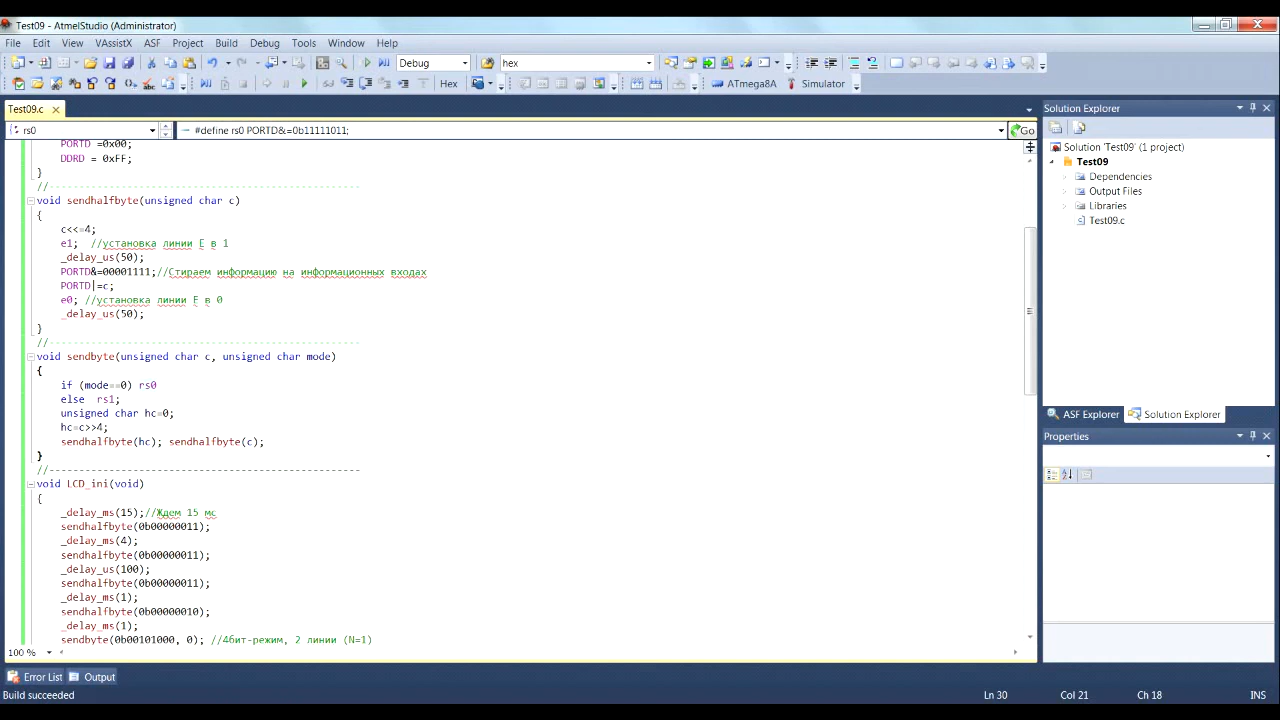 Test09 - AtmelStudio (Administrator)
File Edit View VAssistX ASF Project Build Debug Tools Window Help
Debug hex
Hex ATmega8A Simulator
Test09.c
rs0 #define rs0 PORTD&=0b11111011; Go
PORTD =0x00;
DDRD = 0xFF;
}
//----------------------------------------------------
void sendhalfbyte(unsigned char c)
{
c<<=4;
e1; //установка линии E в 1
_delay_us(50);
PORTD&=00001111;//Стираем информацию на информационных входах
PORTD|=c;
e0; //установка линии E в 0
_delay_us(50);
}
//----------------------------------------------------
void sendbyte(unsigned char c, unsigned char mode)
{
if (mode==0) rs0
else rs1;
unsigned char hc=0;
hc=c>>4;
sendhalfbyte(hc); sendhalfbyte(c);
}
//----------------------------------------------------
void LCD_ini(void)
{
_delay_ms(15);//Ждем 15 мс
sendhalfbyte(0b00000011);
_delay_ms(4);
sendhalfbyte(0b00000011);
_delay_us(100);
sendhalfbyte(0b00000011);
_delay_ms(1);
sendhalfbyte(0b00000010);
_delay_ms(1);
sendbyte(0b00101000, 0); //4бит-режим, 2 линии (N=1)
100 %
Solution Explorer
Solution 'Test09' (1 project)
Test09
Dependencies
Output Files
Libraries
Test09.c
ASF Explorer Solution Explorer
Properties
Error List Output
Build succeeded Ln 30 Col 21 Ch 18 INS